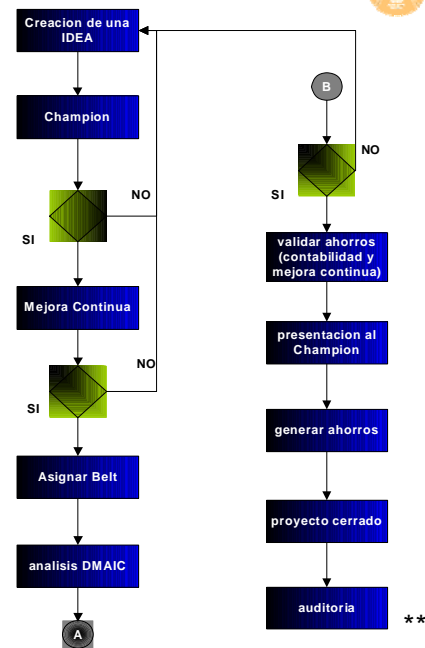 Creacion de una
IDEA
Champion
NO
SI
Mejora Continua
NO
SI
Asignar Belt
analisis DMAIC
A
B
NO
SI
validar ahorros
(contabilidad y
mejora continua)
presentacion al
Champion
generar ahorros
proyecto cerrado
auditoria
**